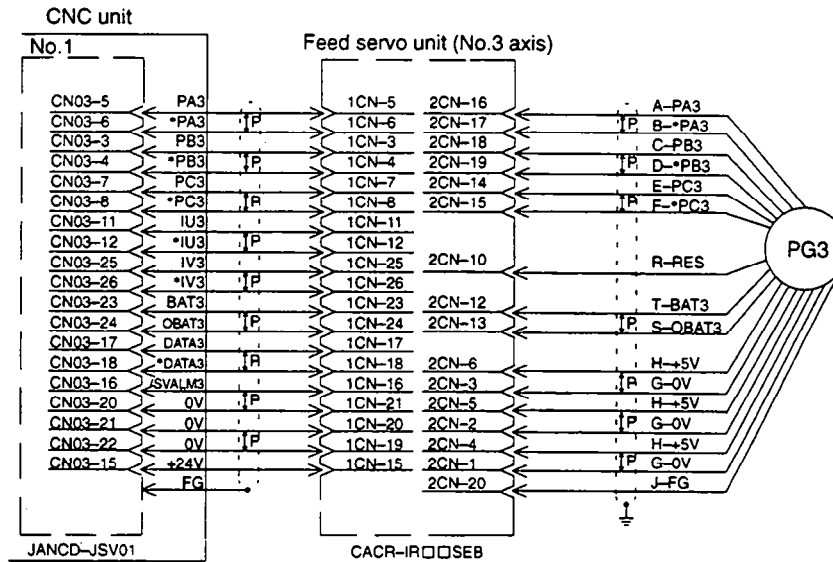 CNC unit
No.1
Feed servo unit (No.3 axis)
CN03-5 PA3 1CN-5 2CN-16 A-PA3
CN03-6 *PA3 P 1CN-6 2CN-17 P B-*PA3
CN03-3 PB3 1CN-3 2CN-18 C-PB3
CN03-4 *PB3 P 1CN-4 2CN-19 P D-*PB3
CN03-7 PC3 1CN-7 2CN-14 E-PC3
CN03-8 *PC3 P 1CN-8 2CN-15 P F-*PC3
CN03-11 IU3 1CN-11
CN03-12 *IU3 P 1CN-12
PG3
CN03-25 IV3 1CN-25 2CN-10 R-RES
CN03-26 *IV3 P 1CN-26
CN03-23 BAT3 1CN-23 2CN-12 T-BAT3
CN03-24 OBAT3 P 1CN-24 2CN-13 P S-OBAT3
CN03-17 DATA3 1CN-17
CN03-18 *DATA3 P 1CN-18 2CN-6 H-+5V
CN03-16 /SVALM3 1CN-16 2CN-3 P G-0V
CN03-20 0V P 1CN-21 2CN-5 H-+5V
CN03-21 0V 1CN-20 2CN-2 P G-0V
CN03-22 0V P 1CN-19 2CN-4 H-+5V
CN03-15 +24V 1CN-15 2CN-1 P G-0V
FG 2CN-20 J-FG
JANCD-JSV01
CACR-IR□□SEB